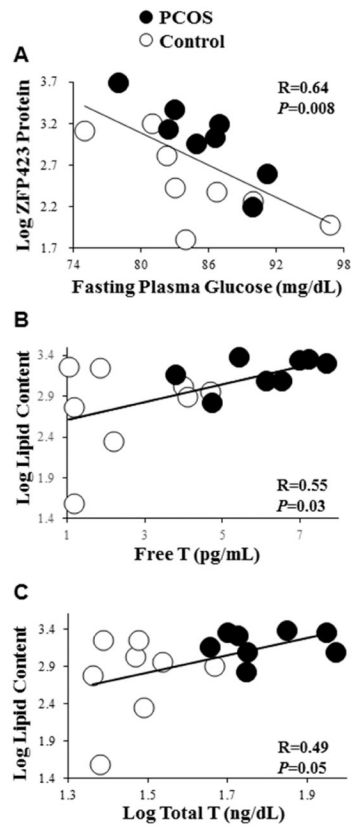 PCOS
Control
A
R=0.64
P=0.008
Log ZFP423 Protein
3.7
3.2
2.7
2.2
1.7
74 80 86 92 98
Fasting Plasma Glucose (mg/dL)
B
Log Lipid Content
3.4
2.9
2.4
1.9
1.4
R=0.55
P=0.03
1 3 5 7
Free T (pg/mL)
C
Log Lipid Content
3.4
2.9
2.4
1.9
1.4
R=0.49
P=0.05
1.3 1.5 1.7 1.9
Log Total T (ng/dL)